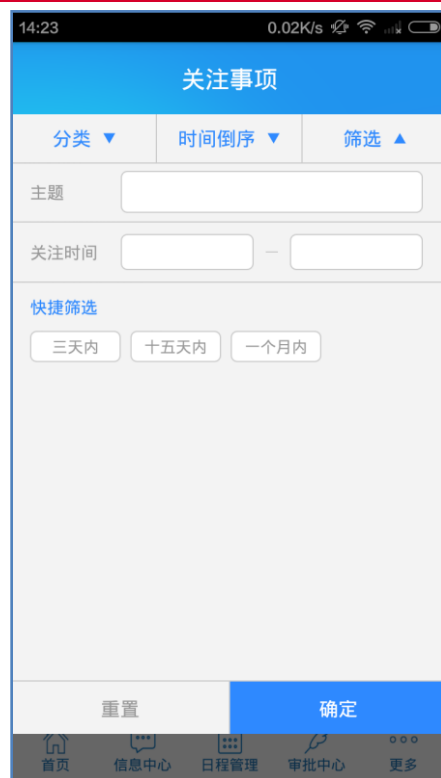 14:23 0.02K/s
关注事项
分类 ▼ 时间倒序 ▼ 筛选 ▲
主题
关注时间 —
快捷筛选
三天内 十五天内 一个月内
重置 确定
首页 信息中心 日程管理 审批中心 更多